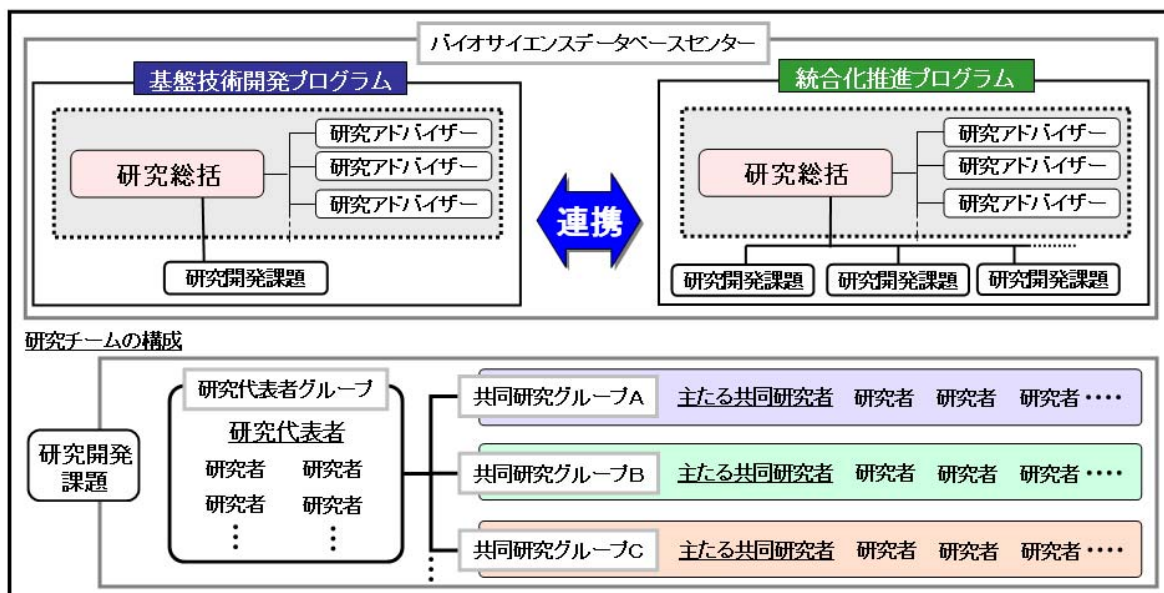 バイオサイエンスデータベースセンター
基盤技術開発プログラム
研究総括
研究アドバイザー
研究アドバイザー
研究アドバイザー
研究開発課題
連携
統合化推進プログラム
研究総括
研究アドバイザー
研究アドバイザー
研究アドバイザー
研究開発課題
研究開発課題
研究開発課題
研究チームの構成
研究開発
課題
研究代表者グループ
研究代表者
研究者 研究者
研究者 研究者
共同研究グループA 主たる共同研究者 研究者 研究者 研究者‥‥
共同研究グループB 主たる共同研究者 研究者 研究者 研究者‥‥
共同研究グループC 主たる共同研究者 研究者 研究者 研究者‥‥